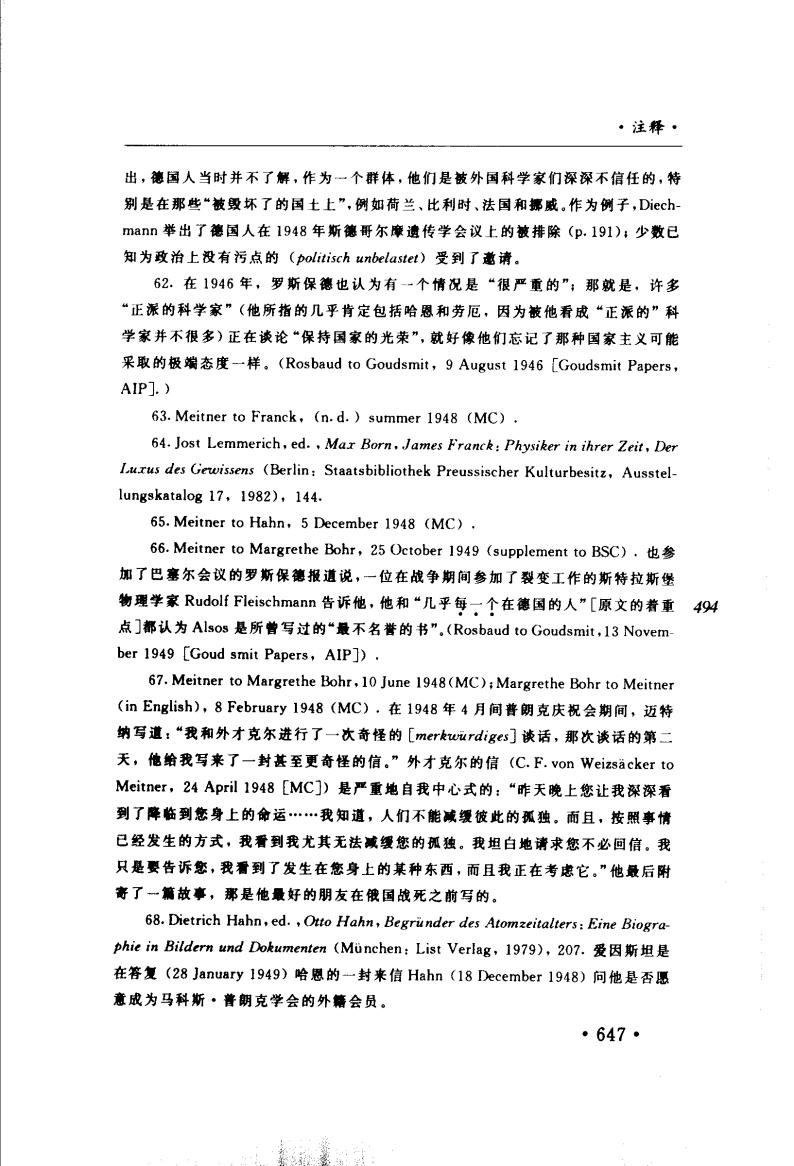 ·注释·
出，德国人当时并不了解，作为一个群体，他们是被外国科学家们深深不信任的，特
别是在那些“被毁坏了的国土上”，例如荷兰、比利时、法国和挪威。作为例子，Diech-
mann 举出了德国人在 1948 年斯德哥尔摩遗传学会议上的被排除 (p. 191)；少数已
知为政治上没有污点的 (politisch unbelastet) 受到了邀请。
62. 在 1946 年，罗斯保德也认为有一个情况是“很严重的”；那就是，许多
“正派的科学家”（他所指的几乎肯定包括哈恩和劳厄，因为被他看成“正派的”科
学家并不很多）正在谈论“保持国家的光荣”，就好像他们忘记了那种国家主义可能
采取的极端态度一样。(Rosbaud to Goudsmit, 9 August 1946 [Goudsmit Papers,
AIP]. )
63. Meitner to Franck, (n. d. ) summer 1948 (MC) .
64. Jost Lemmerich, ed. , Max Born, James Franck: Physiker in ihrer Zeit, Der
Luxus des Gewissens (Berlin: Staatsbibliothek Preussischer Kulturbesitz, Ausstel-
lungskatalog 17, 1982), 144.
65. Meitner to Hahn, 5 December 1948 (MC) .
66. Meitner to Margrethe Bohr, 25 October 1949 (supplement to BSC) . 也参
加了巴塞尔会议的罗斯保德报道说，一位在战争期间参加了裂变工作的斯特拉斯堡
物理学家 Rudolf Fleischmann 告诉他，他和“几乎每一个在德国的人”[原文的着重 494
点]都认为 Alsos 是所曾写过的“最不名誉的书”。(Rosbaud to Goudsmit, 13 Novem-
ber 1949 [Goud smit Papers, AIP]) .
67. Meitner to Margrethe Bohr, 10 June 1948 (MC); Margrethe Bohr to Meitner
(in English), 8 February 1948 (MC) . 在 1948 年 4 月间普朗克庆祝会期间，迈特
纳写道：“我和外才克尔进行了一次奇怪的 [merkwürdiges] 谈话，那次谈话的第二
天，他给我写来了一封甚至更奇怪的信。”外才克尔的信 (C. F. von Weizsäcker to
Meitner, 24 April 1948 [MC]) 是严重地自我中心式的：“昨天晚上您让我深深看
到了降临到您身上的命运……我知道，人们不能减缓彼此的孤独。而且，按照事情
已经发生的方式，我看到我尤其无法减缓您的孤独。我坦白地请求您不必回信。我
只是要告诉您，我看到了发生在您身上的某种东西，而且我正在考虑它。”他最后附
寄了一篇故事，那是他最好的朋友在俄国战死之前写的。
68. Dietrich Hahn, ed. , Otto Hahn, Begründer des Atomzeitalters: Eine Biogra-
phie in Bildern und Dokumenten (München: List Verlag, 1979), 207. 爱因斯坦是
在答复 (28 January 1949) 哈恩的一封来信 Hahn (18 December 1948) 问他是否愿
意成为马科斯·普朗克学会的外籍会员。
·647·